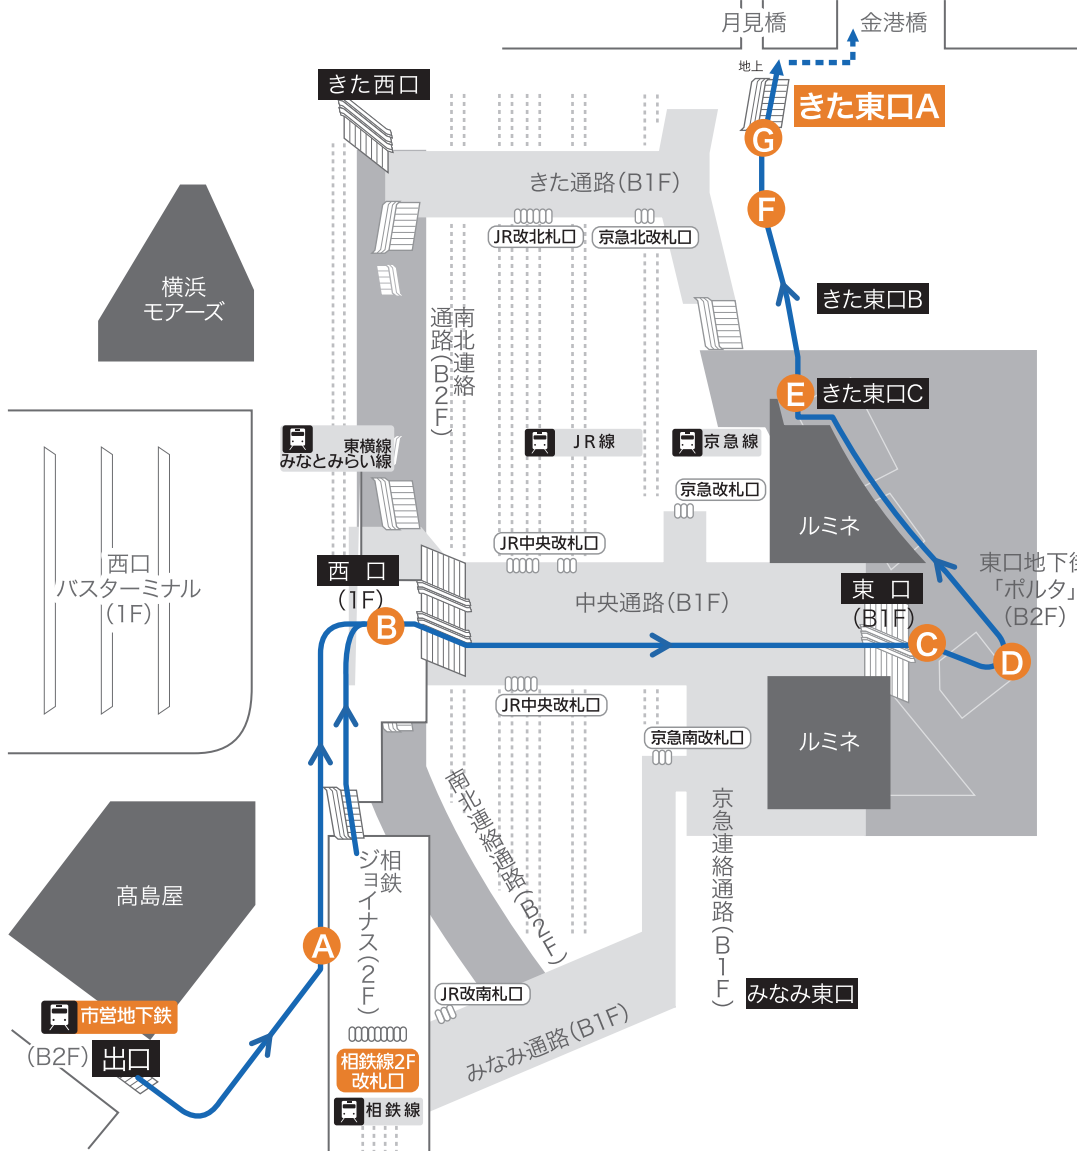 月見橋
金港橋
地上
きた西口
きた東口A
G
きた通路(B1F)
F
JR改北札口
京急北改札口
横浜
モアーズ
きた東口B
南北連絡
通路(B2F)
E
きた東口C
東横線
みなとみらい線
JR線
京急線
京急改札口
ルミネ
JR中央改札口
西口
バスターミナル
(1F)
西 口
(1F)
中央通路(B1F)
東 口
(B1F)
東口地下街
「ポルタ」
(B2F)
B
C
D
JR中央改札口
京急南改札口
ルミネ
南北連絡通路(B2F)
京急連絡通路(B1F)
髙島屋
相鉄
ジョイナス(2F)
A
JR改南札口
みなみ東口
市営地下鉄
(B2F)
出口
みなみ通路(B1F)
相鉄線2F
改札口
相鉄線